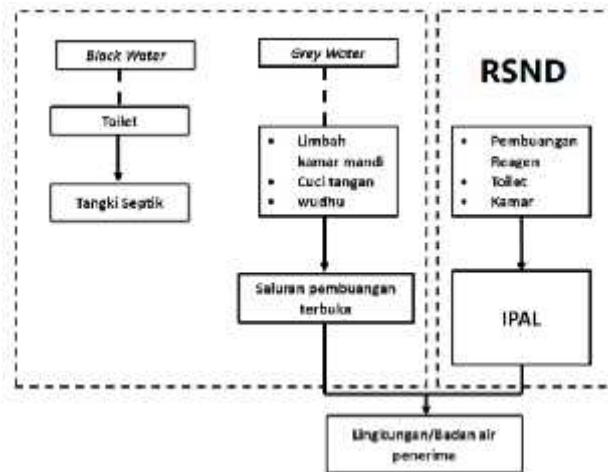 Black Water
Toilet
Tangki Septik
Grey Water
• Limbah
kamar mandi
• Cuci tangan
• wudhu
Saluran pembuangan
terbuka
RSND
• Pembuangan
Reagen
• Toilet
• Kamar
IPAL
Lingkungan/Badan air
penerima